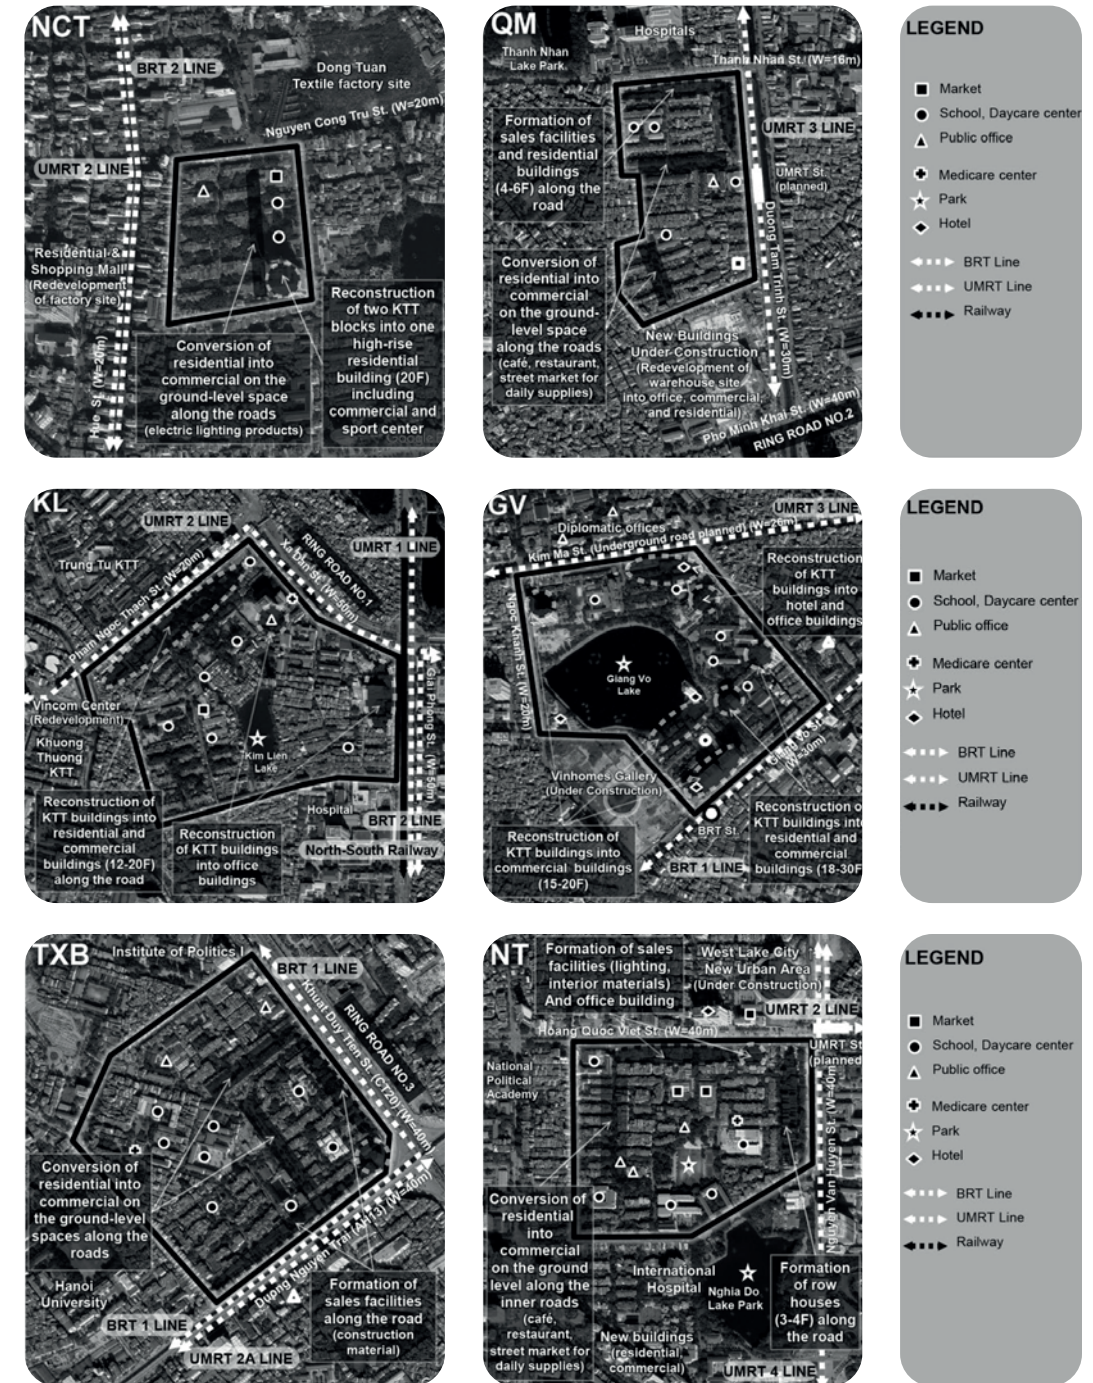 NCT
BRT 2 LINE
Dong Tuan
Textile factory site
Nguyen Cong Tru St. (W=20m)
UMRT 2 LINE
Residential &
Shopping Mall
(Redevelopment
of factory site)
Hue St. (W=20m)
Conversion of
residential into
commercial on the
ground-level space
along the roads
(electric lighting products)
Reconstruction
of two KTT
blocks into one
high-rise
residential
building (20F)
including
commercial and
sport center
QM
Hospitals
Thanh Nhan
Lake Park
Thanh Nhan St. (W=16m)
Formation of
sales facilities
and residential
buildings
(4-6F) along the
road
UMRT 3 LINE
UMRT St.
(planned)
Duong Tam Trinh St. (W=30m)
Conversion of
residential into
commercial
on the ground-
level space
along the roads
(café, restaurant,
street market for
daily supplies)
New Buildings
Under Construction
(Redevelopment of
warehouse site
into office, commercial,
and residential)
Pho Minh Khai St. (W=40m)
RING ROAD NO.2
LEGEND
Market
School, Daycare center
Public office
Medicare center
Park
Hotel
BRT Line
UMRT Line
Railway
KL
UMRT 2 LINE
RING ROAD NO.1
Xa Dan St. (W=50m)
UMRT 1 LINE
Trung Tu KTT
Pham Ngoc Thach St. (W=20m)
Giai Phong St. (W=50m)
Vincom Center
(Redevelopment)
Khuong
Thuong
KTT
Kim Lien
Lake
Hospital
BRT 2 LINE
North-South Railway
Reconstruction of
KTT buildings into
residential and
commercial
buildings (12-20F)
along the road
Reconstruction
of KTT buildings
into office
buildings
GV
UMRT 3 LINE
Diplomatic offices
Kim Ma St. (Underground road planned) (W=26m)
Reconstruction
of KTT
buildings into
hotel and
office buildings
Ngoc Khanh St. (W=20m)
Giang Vo
Lake
Giang Vo St.
(W=30m)
Vinhomes Gallery
(Under Construction)
BRT St.
BRT 1 LINE
Reconstruction of
KTT buildings into
commercial buildings
(15-20F)
Reconstruction o
KTT buildings into
residential and
commercial
buildings (18-30F
LEGEND
Market
School, Daycare center
Public office
Medicare center
Park
Hotel
BRT Line
UMRT Line
Railway
TXB
Institute of Politics I
BRT 1 LINE
RING ROAD NO.3
Khuat Duy Tien St. (CT20) (W=40m)
Conversion of
residential into
commercial on
the ground-level
spaces along the
roads
Duong Nguyen Trai (AH13) (W=40m)
Hanoi
University
BRT 1 LINE
UMRT 2A LINE
Formation of
sales facilities
along the road
(construction
material)
NT
Formation of sales
facilities (lighting,
interior materials)
And office building
West Lake City
New Urban Area
(Under Construction)
UMRT 2 LINE
Hoang Quoc Viet St. (W=40m)
UMRT St.
(planned
National
Political
Academy
Nguyen Van Huyen St. (W=40m)
Conversion of
residential
into
commercial
on the ground
level along the
inner roads
(café,
restaurant,
street market for
daily supplies)
International
Hospital
Nghia Do
Lake Park
New buildings
(residential,
commercial)
Formation
of row
houses
(3-4F) along
the road
UMRT 4 LINE
LEGEND
Market
School, Daycare center
Public office
Medicare center
Park
Hotel
BRT Line
UMRT Line
Railway